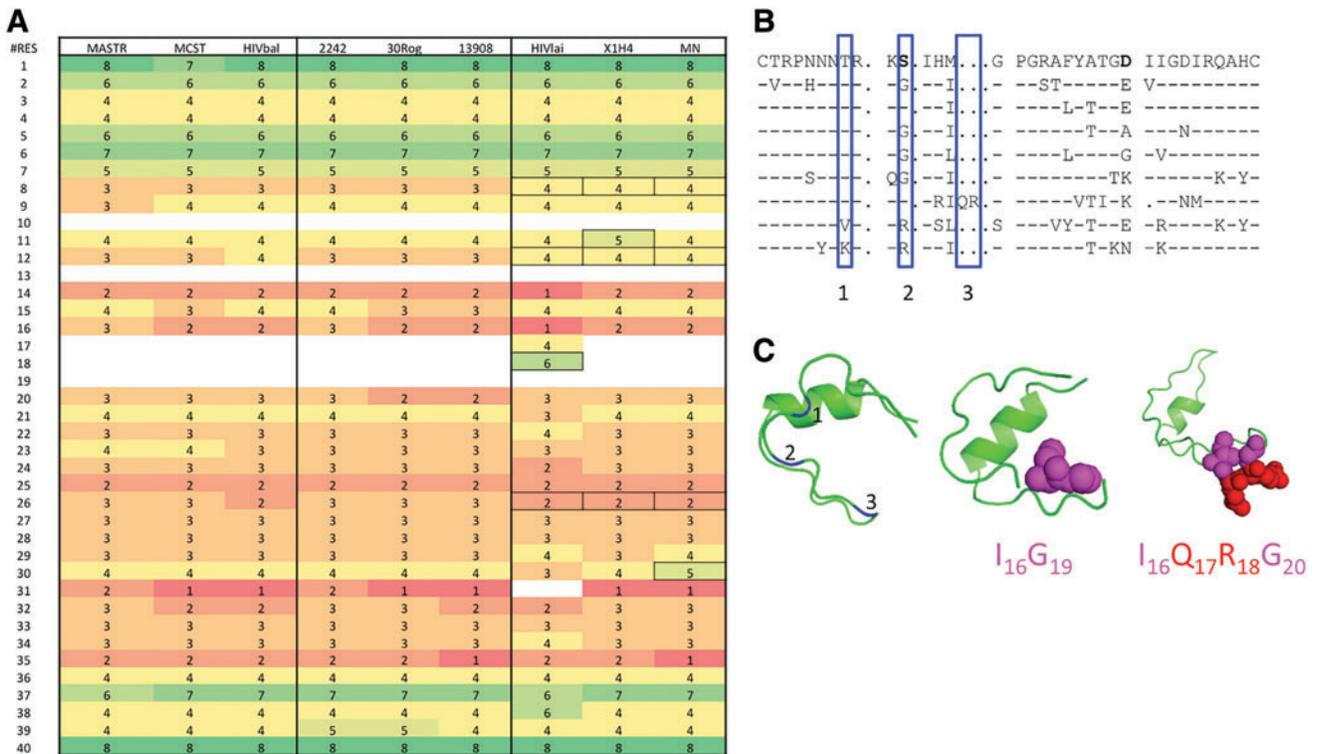 A
#RES MASTR MCST HIVbal 2242 30Rog 13908 HIVlai X1H4 MN
1 8 7 8 8 8 8 8 8 8
2 6 6 6 6 6 6 6 6 6
3 4 4 4 4 4 4 4 4 4
4 4 4 4 4 4 4 4 4 4
5 6 6 6 6 6 6 6 6 6
6 7 7 7 7 7 7 7 7 7
7 5 5 5 5 5 5 5 5 5
8 3 3 3 3 3 3 4 4 4
9 3 4 4 4 4 4 4 4 4
10
11 4 4 4 4 4 4 4 5 4
12 3 3 4 3 3 3 4 4 4
13
14 2 2 2 2 2 2 1 2 2
15 4 3 4 4 3 3 4 4 4
16 3 2 2 3 2 2 1 2 2
17 4
18 6
19
20 3 3 3 3 2 2 3 3 3
21 4 4 4 4 4 4 3 4 4
22 3 3 3 3 3 3 4 3 3
23 4 4 3 3 3 3 3 3 3
24 3 3 3 3 3 3 2 3 3
25 2 2 2 2 2 2 2 2 2
26 3 3 2 3 3 3 2 2 2
27 3 3 3 3 3 3 3 3 3
28 3 3 3 3 3 3 3 3 3
29 3 3 3 3 3 3 4 3 4
30 4 4 4 4 4 4 3 4 5
31 2 1 1 2 1 1 1 1
32 3 2 2 3 3 2 2 3 3
33 3 3 3 3 3 3 3 3 3
34 3 3 3 3 3 3 4 3 3
35 2 2 2 2 2 1 2 2 1
36 4 4 4 4 4 4 4 4 4
37 6 7 7 7 7 7 6 7 7
38 4 4 4 4 4 4 6 4 4
39 4 4 4 5 5 4 4 4 4
40 8 8 8 8 8 8 8 8 8
B
CTRPNNNTR. KS.IHM...G PGRAFYATGD IIGDIRQAHC
-V--H----. -G.--I...- --ST-----E V---------
---------. --.--I...- ----L-T--E ----------
---------. -G.--I...- ------T--A ---N------
---------. -G.--L...- ----L----G -V--------
----S----. QG.--I...- --------TK ------K-Y-
---------. --.-RIQR.- -----VTI-K .--NM-----
-------V-. -R.-SL...S ---VY-T--E -R----K-Y-
-----Y-K-. -R.--I...- ------T-KN -K--------
1 2 3
C
1
2
3
I16G19
I16Q17R18G20